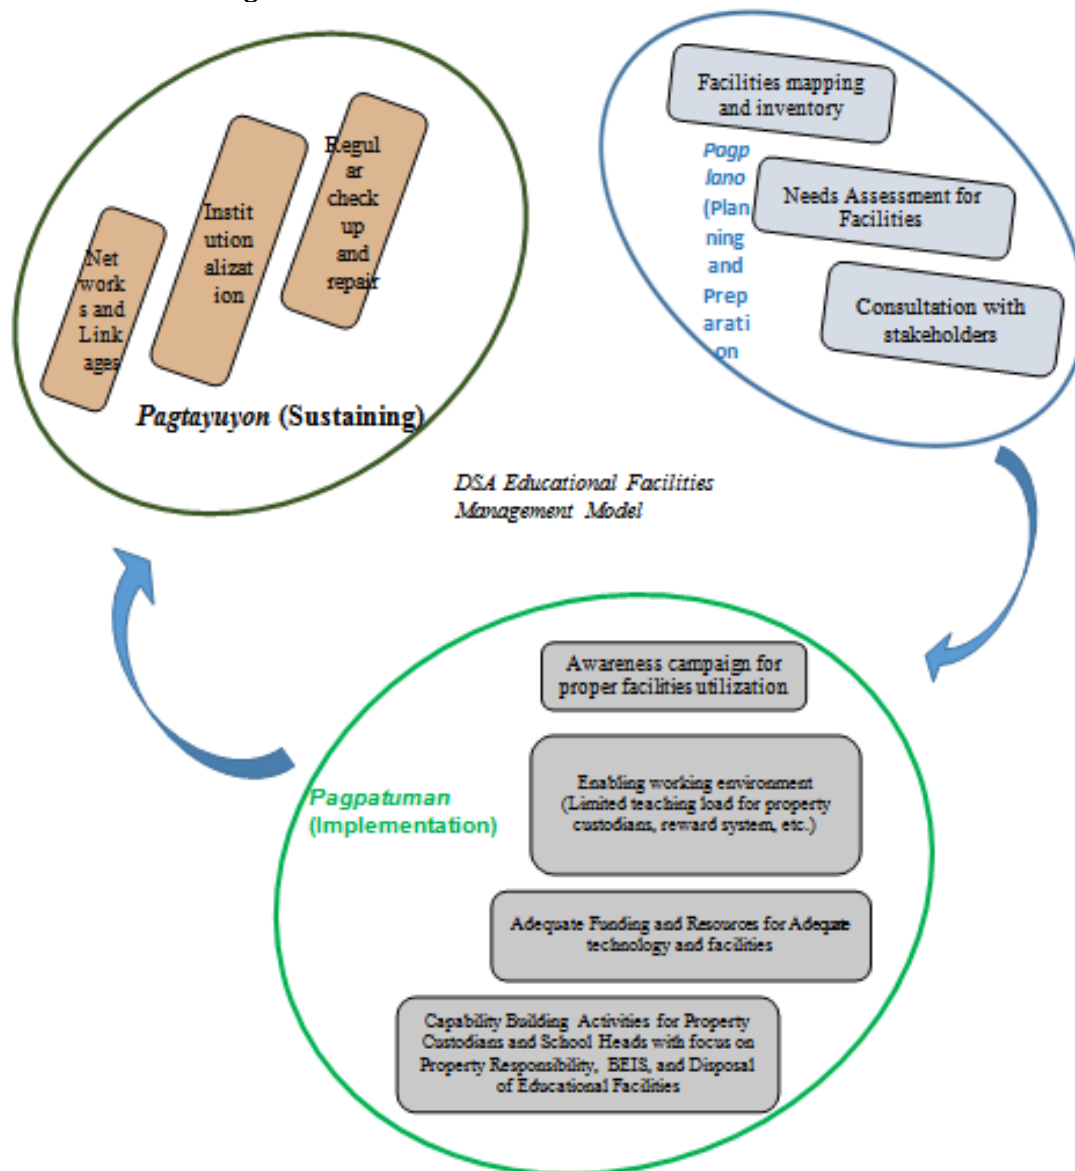 Facilities mapping
and inventory
Pagp
lano
(Plan
ning
and
Prep
arati
on
Needs Assessment for
Facilities
Consultation with
stakeholders
Regul
ar
check
up and
repair
Instit
ution
alizat
ion
Net
work
s and
Link
ages
Pagtayuyon (Sustaining)
DSA Educational Facilities
Management Model
Awareness campaign for
proper facilities utilization
Pagpatuman
(Implementation)
Enabling working environment
(Limited teaching load for property
custodians, reward system, etc.)
Adequate Funding and Resources for Adequate
technology and facilities
Capability Building Activities for Property
Custodians and School Heads with focus on
Property Responsibility, BEIS, and Disposal
of Educational Facilities